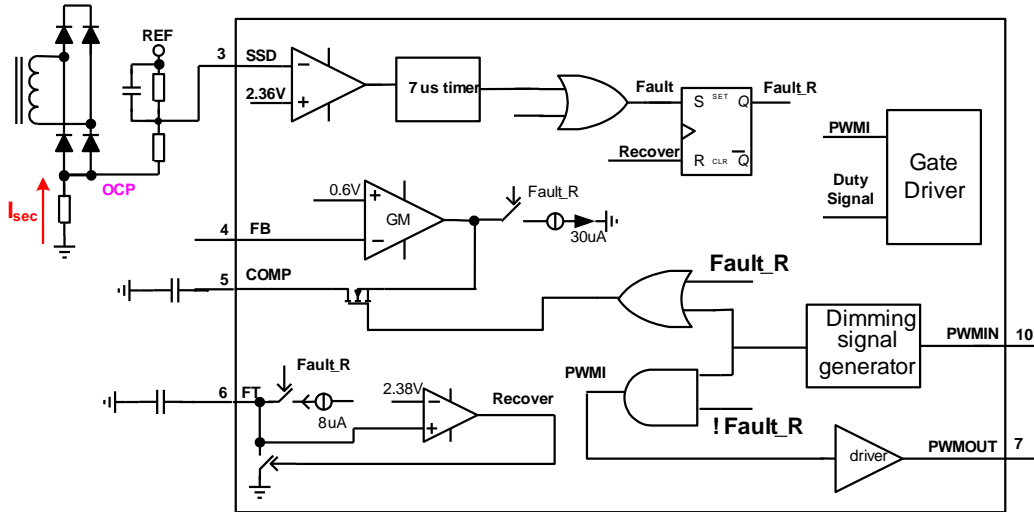 REF
3 SSD
2.36V
7 us timer
Fault
S SET Q
Fault_R
Recover
R CLR Q
PWMI
Duty
Signal
Gate
Driver
OCP
Isec
0.6V
GM
Fault_R
30uA
4 FB
5 COMP
Fault_R
Dimming
signal
generator
PWMIN 10
Fault_R
6 FT
8uA
2.38V
Recover
PWMI
! Fault_R
driver
PWMOUT 7